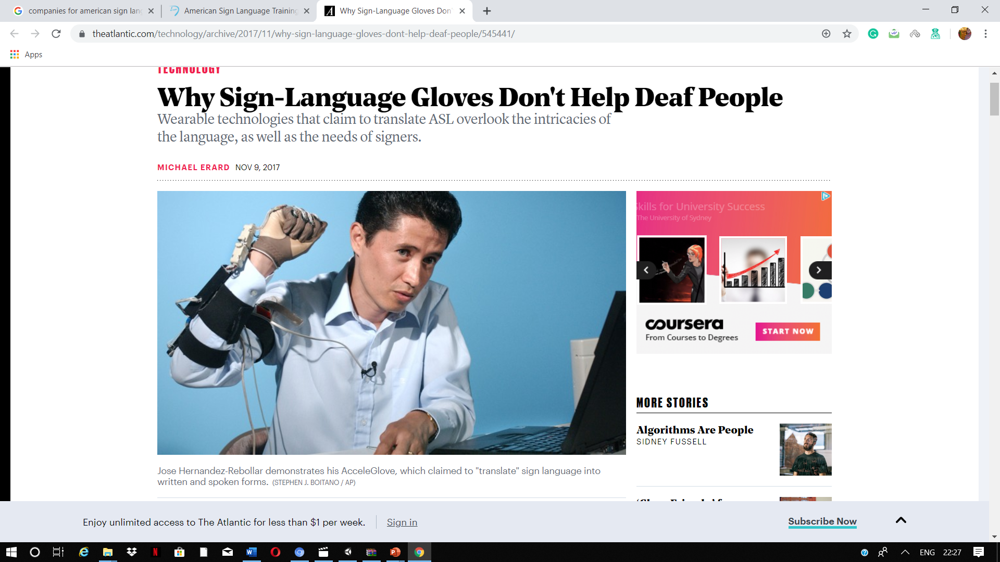 companies for american sign lang
American Sign Language Training
Why Sign-Language Gloves Don'
theatlantic.com/technology/archive/2017/11/why-sign-language-gloves-dont-help-deaf-people/545441/
Apps
TECHNOLOGY
Why Sign-Language Gloves Don't Help Deaf People
Wearable technologies that claim to translate ASL overlook the intricacies of
the language, as well as the needs of signers.
MICHAEL ERARD NOV 9, 2017
Skills for University Success
The University of Sydney
coursera
From Courses to Degrees
START NOW
Jose Hernandez-Rebollar demonstrates his AcceleGlove, which claimed to "translate" sign language into
written and spoken forms. (STEPHEN J. BOITANO / AP)
MORE STORIES
Algorithms Are People
SIDNEY FUSSELL
Enjoy unlimited access to The Atlantic for less than $1 per week.
Sign in
Subscribe Now
ENG 22:27